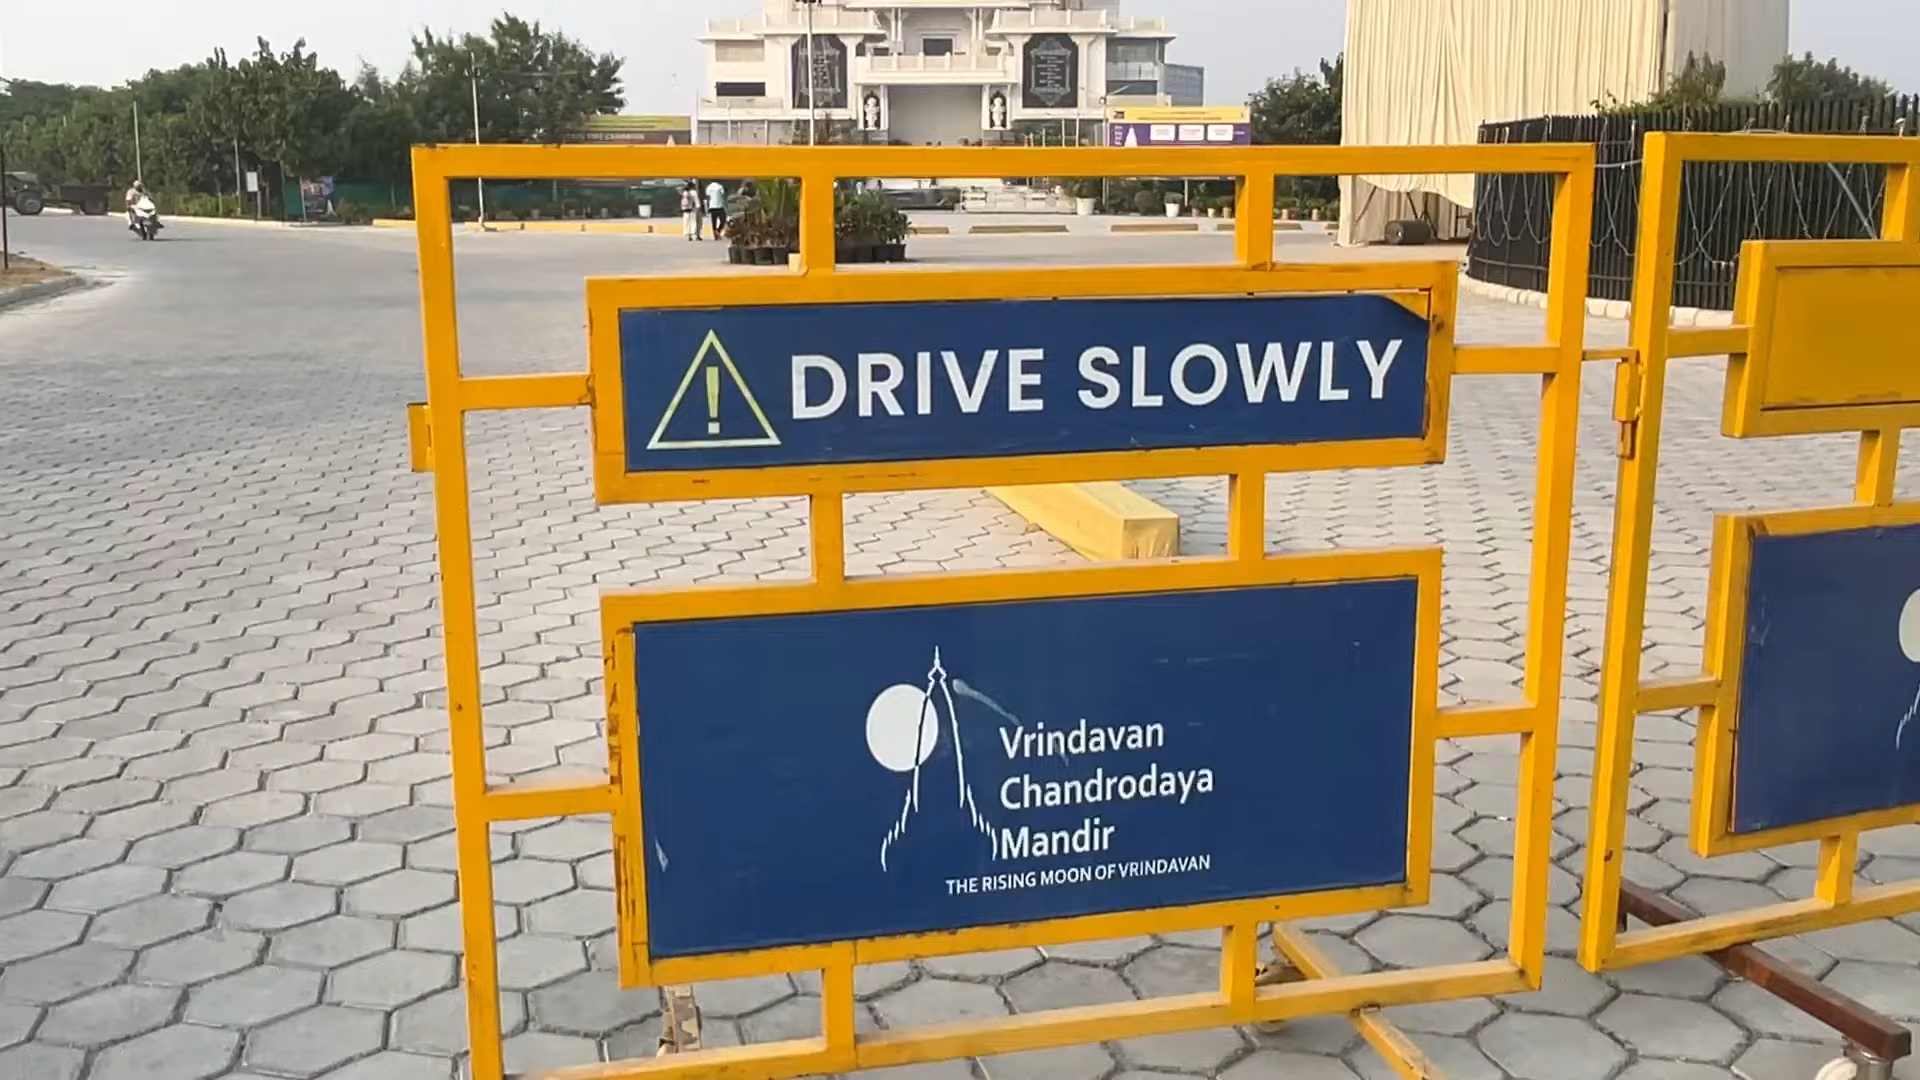 DRIVE SLOWLY
Vrindavan
Chandrodaya
Mandir
THE RISING MOON OF VRINDAVAN